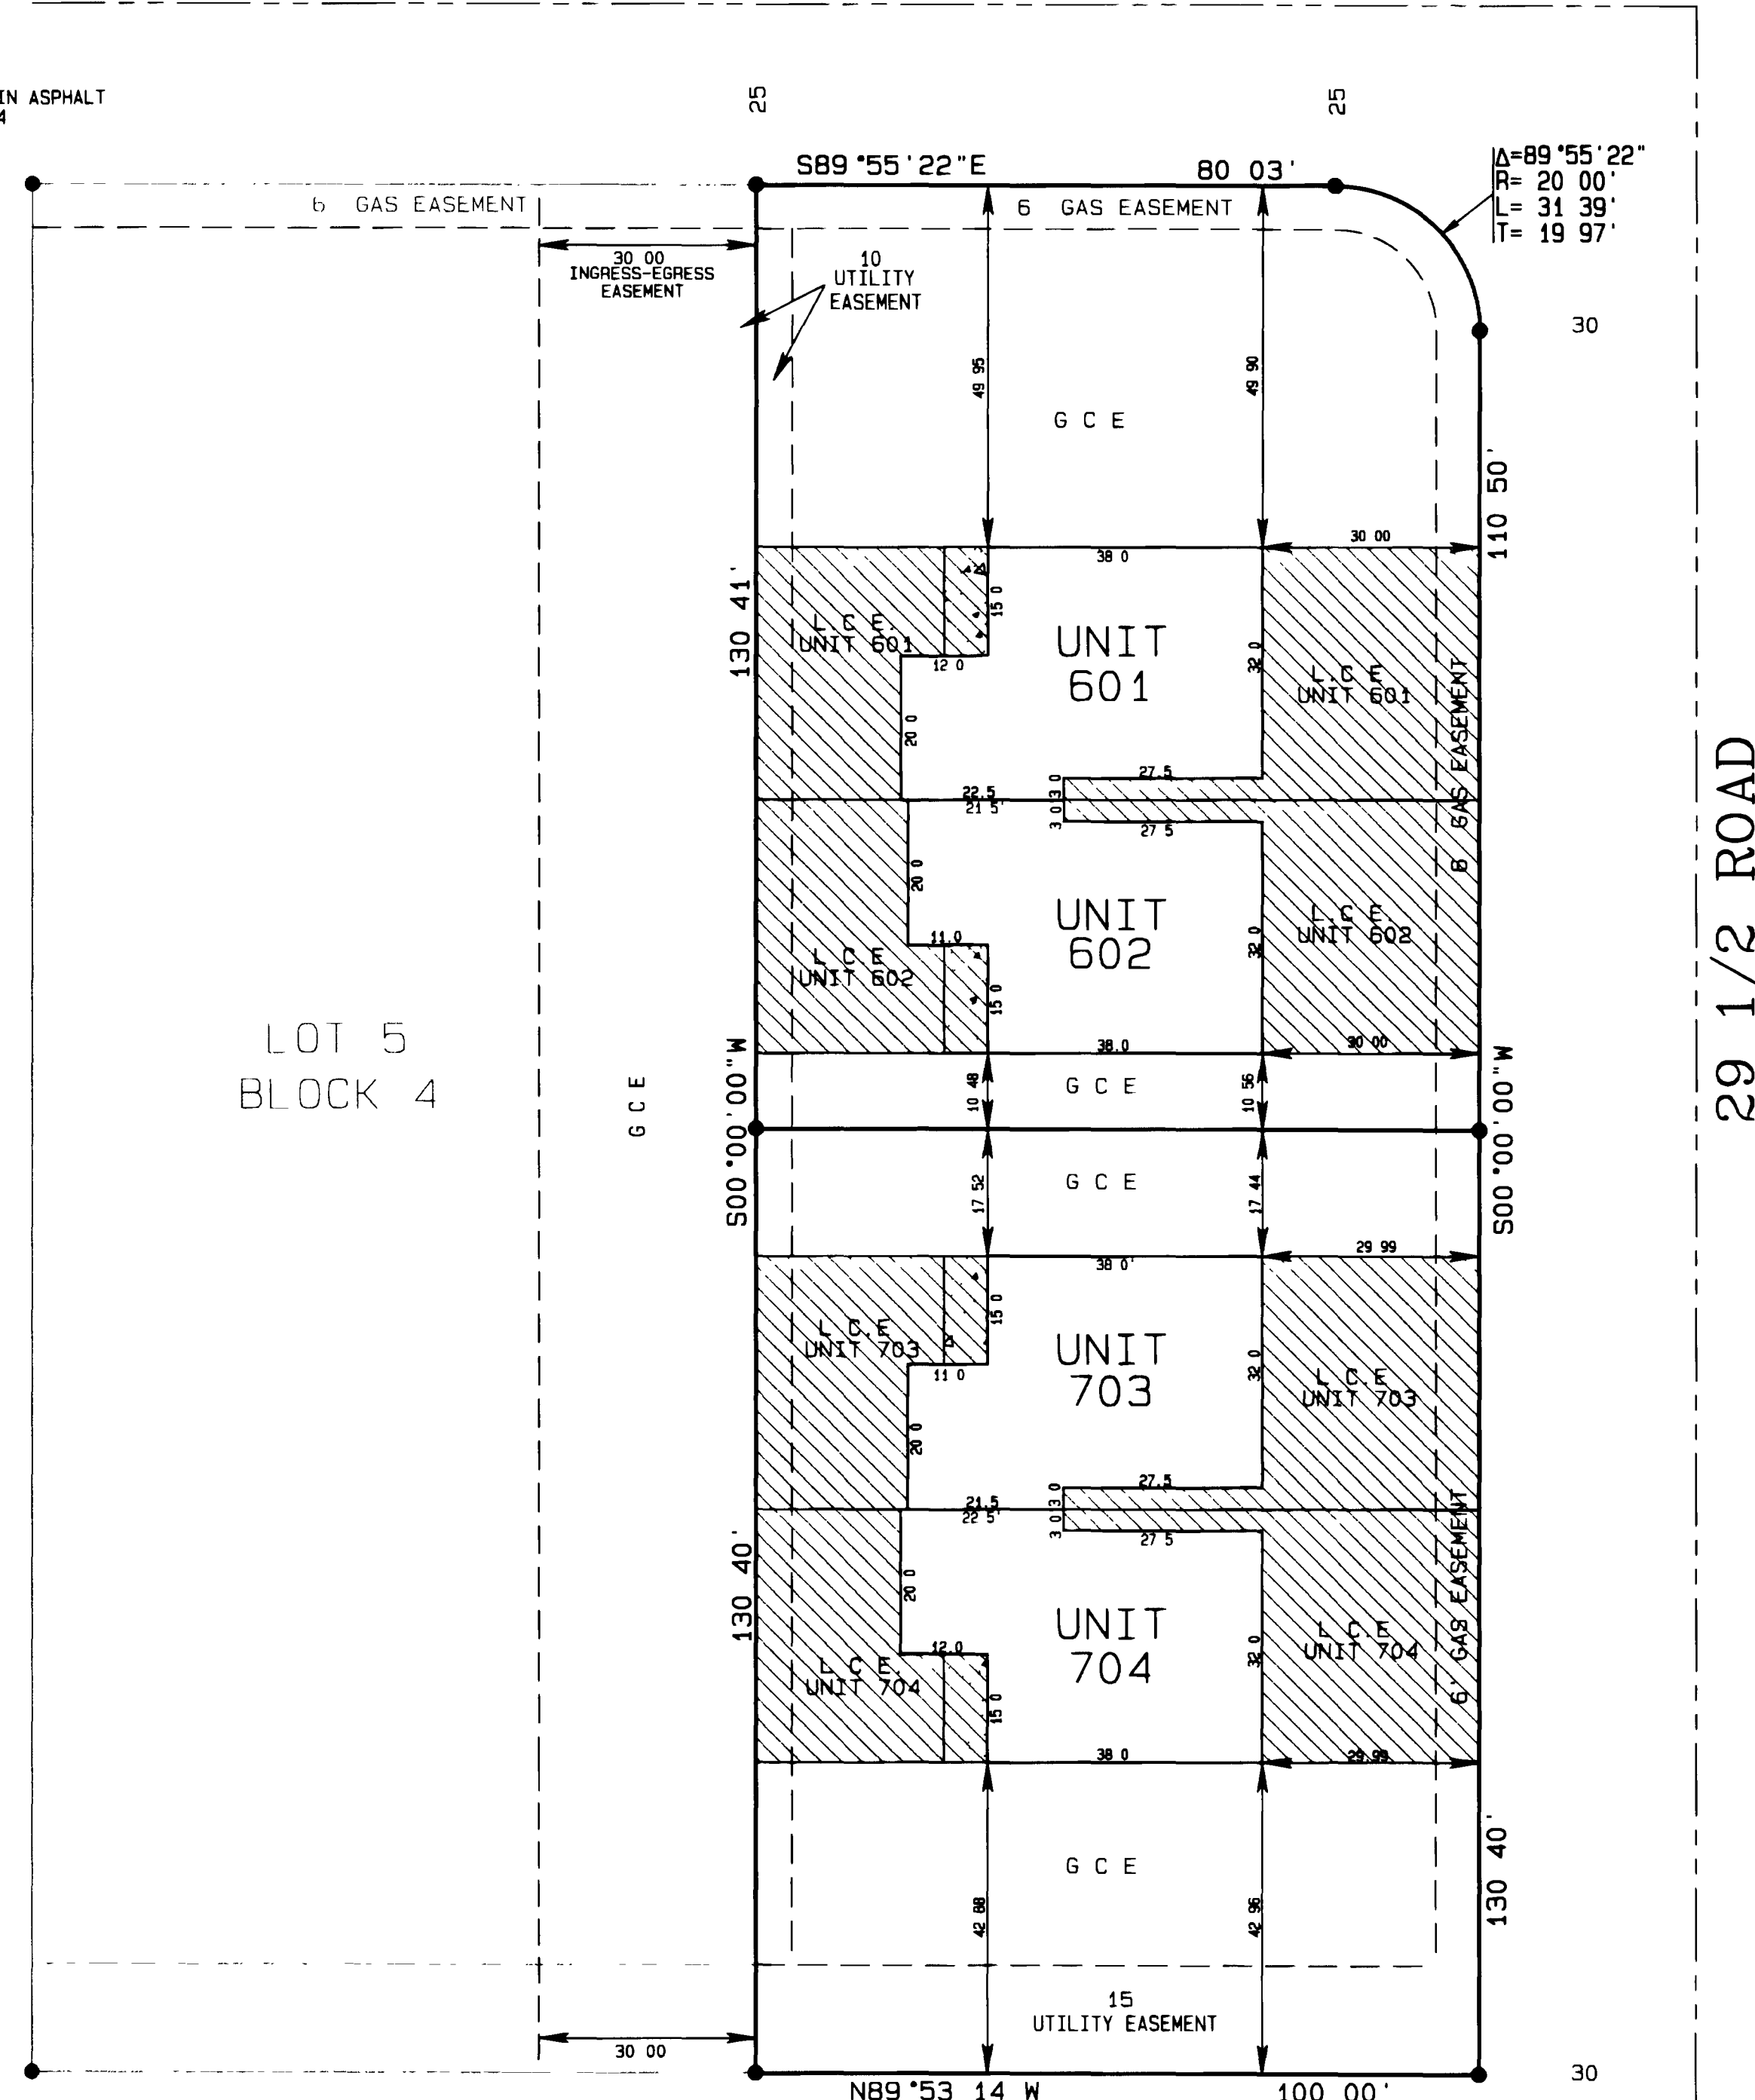 IN ASPHALT
4
25
25
S89°55'22"E
80 03'
Δ=89°55'22"
R= 20 00'
L= 31 39'
T= 19 97'
6 GAS EASEMENT
6 GAS EASEMENT
30 00
INGRESS-EGRESS
EASEMENT
10
UTILITY
EASEMENT
30
49 95
49 90
G C E
110 50'
130 41'
30 00
38 0
15 0
L.C E.
UNIT 601
12 0
UNIT
601
32 0
L.C E
UNIT 601
6 GAS EASEMENT
20 0
27.5
3 0
22.5
21 5'
3 0
27 5
20 0
UNIT
602
32 0
L.C E.
UNIT 602
11.0
L C.E
UNIT 602
15 0
38.0
30 00
29 1/2 ROAD
LOT 5
BLOCK 4
G C E
S00°00'00"W
10 48
G C E
10 56
S00°00'00"W
17 52
G C E
17 44
29 99
38 0'
15 0
L C.E
UNIT 703
11 0
UNIT
703
32 0
L C.E
UNIT 703
20 0
27.5
3 0
21.5
22 5'
3 0
27 5
6' GAS EASEMENT
130 40'
20 0
UNIT
704
32 0
L C.E
UNIT 704
12.0
L C E.
UNIT 704
15 0
38 0
29.99
130 40'
G C E
42 88
42 96
15
UTILITY EASEMENT
30 00
30
N89°53 14 W
100 00'